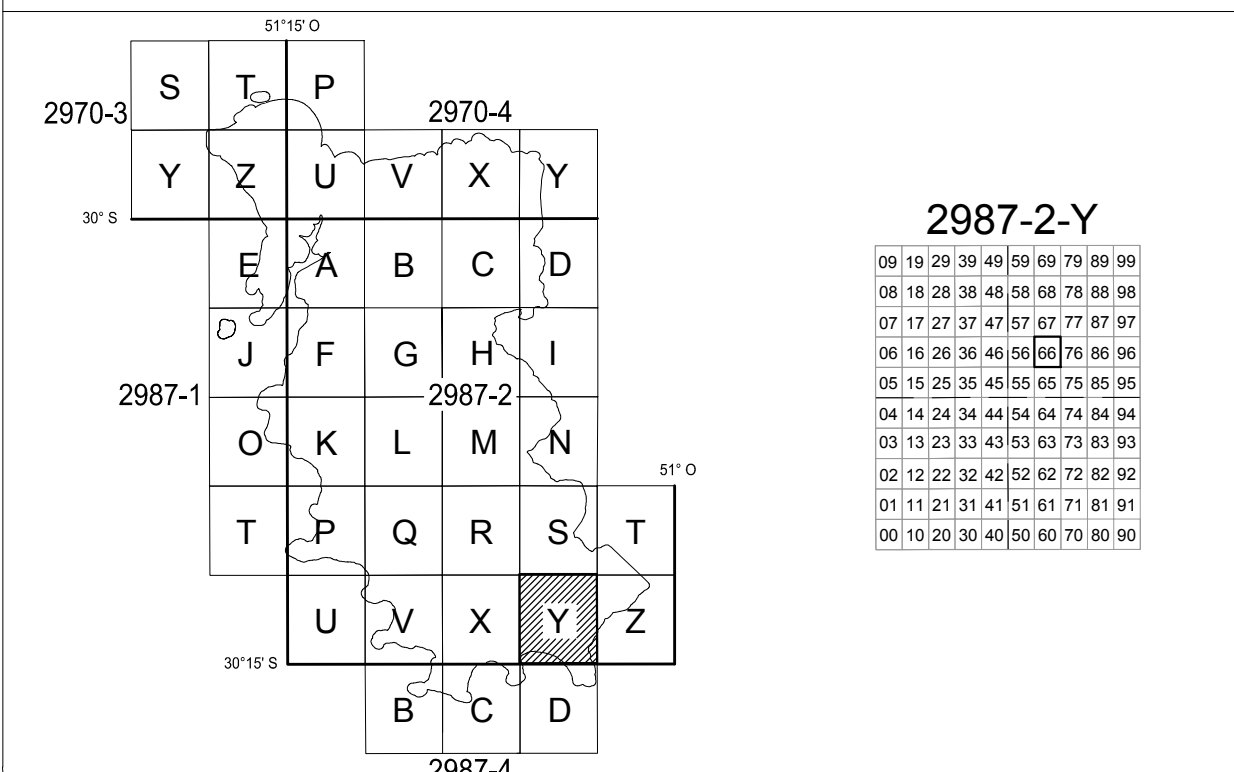 51°15' O
S T P
2970-3
2970-4
Y Z U V X Y
30° S
E A B C D
J F G H I
2987-1
2987-2
O K L M N
51° O
T P Q R S T
U V X Y Z
30°15' S
B C D
2987-4
2987-2-Y
09 19 29 39 49 59 69 79 89 99
08 18 28 38 48 58 68 78 88 98
07 17 27 37 47 57 67 77 87 97
06 16 26 36 46 56 66 76 86 96
05 15 25 35 45 55 65 75 85 95
04 14 24 34 44 54 64 74 84 94
03 13 23 33 43 53 63 73 83 93
02 12 22 32 42 52 62 72 82 92
01 11 21 31 41 51 61 71 81 91
00 10 20 30 40 50 60 70 80 90